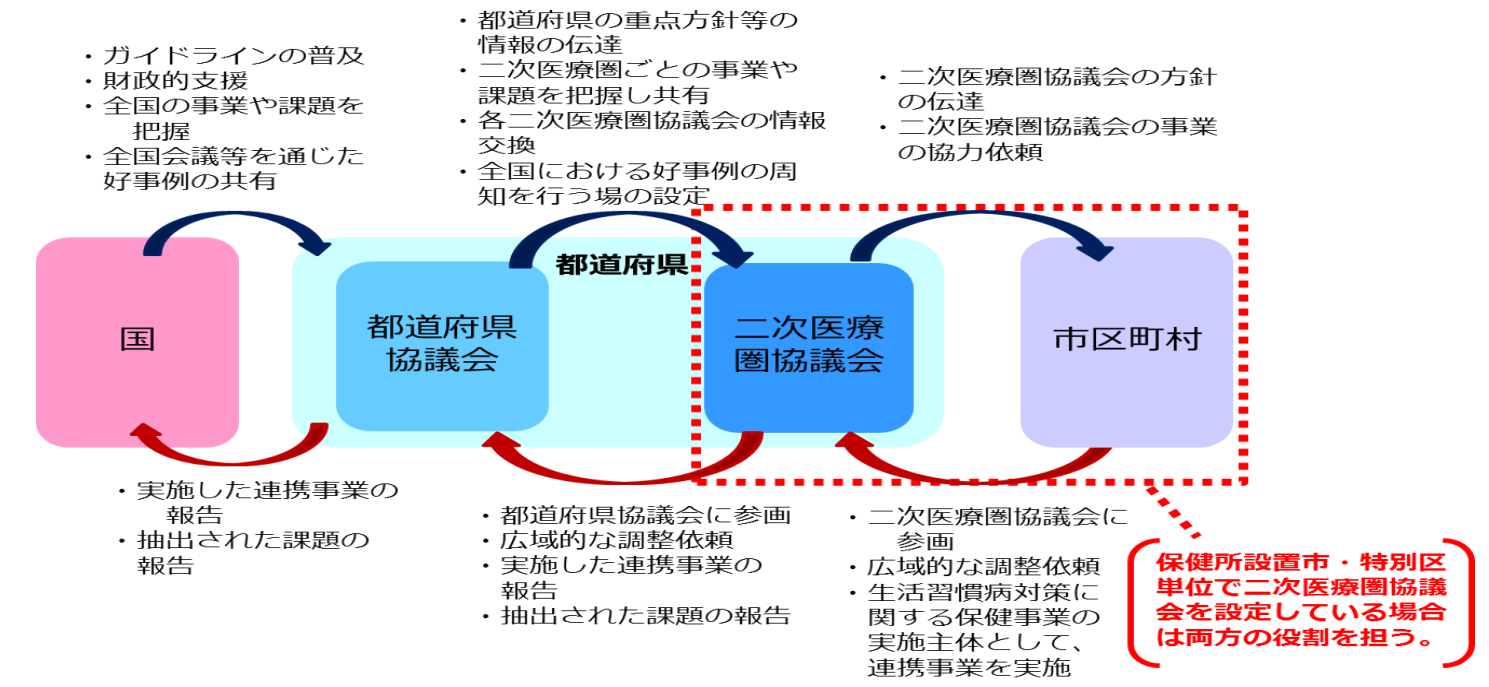 ・ガイドラインの普及
・財政的支援
・全国の事業や課題を
把握
・全国会議等を通じた
好事例の共有
・都道府県の重点方針等の
情報の伝達
・二次医療圏ごとの事業や
課題を把握し共有
・各二次医療圏協議会の情報
交換
・全国における好事例の周
知を行う場の設定
・二次医療圏協議会の方針
の伝達
・二次医療圏協議会の事業
の協力依頼
都道府県
国
都道府県
協議会
二次医療
圏協議会
市区町村
・実施した連携事業の
報告
・抽出された課題の
報告
・都道府県協議会に参画
・広域的な調整依頼
・実施した連携事業の
報告
・抽出された課題の報告
・二次医療圏協議会に
参画
・広域的な調整依頼
・生活習慣病対策に
関する保健事業の
実施主体として、
連携事業を実施
保健所設置市・特別区
単位で二次医療圏協議
会を設定している場合
は両方の役割を担う。